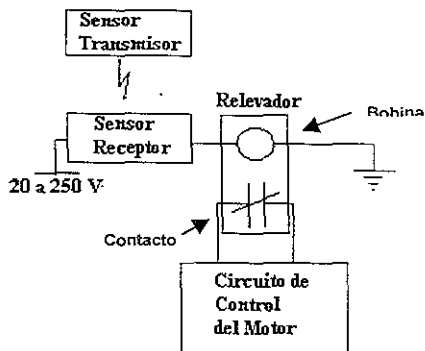 Sensor
Transmisor
Relevador
Bobina
Sensor
Receptor
20 a 250 V
Contacto
Circuito de
Control
del Motor